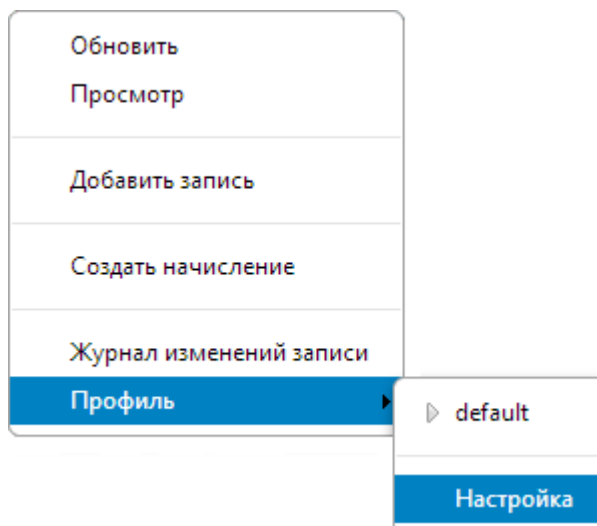 Обновить
Просмотр
Добавить запись
Создать начисление
Журнал изменений записи
Профиль
default
Настройка